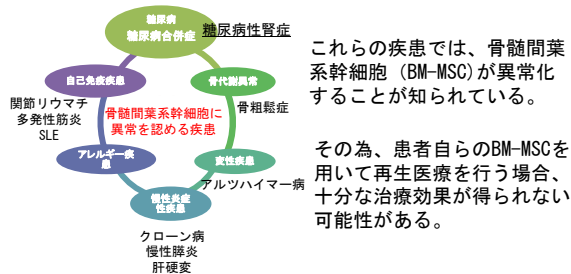 糖尿病
糖尿病合併症
糖尿病性腎症
自己免疫疾患
関節リウマチ
多発性筋炎
SLE
骨代謝異常
骨粗鬆症
骨髄間葉系幹細胞に
異常を認める疾患
アレルギー疾
患
変性疾患
アルツハイマー病
慢性炎症
性疾患
クローン病
慢性膵炎
肝硬変
これらの疾患では、骨髄間葉
系幹細胞 (BM-MSC)が異常化
することが知られている。
その為、患者自らのBM-MSCを
用いて再生医療を行う場合、
十分な治療効果が得られない
可能性がある。